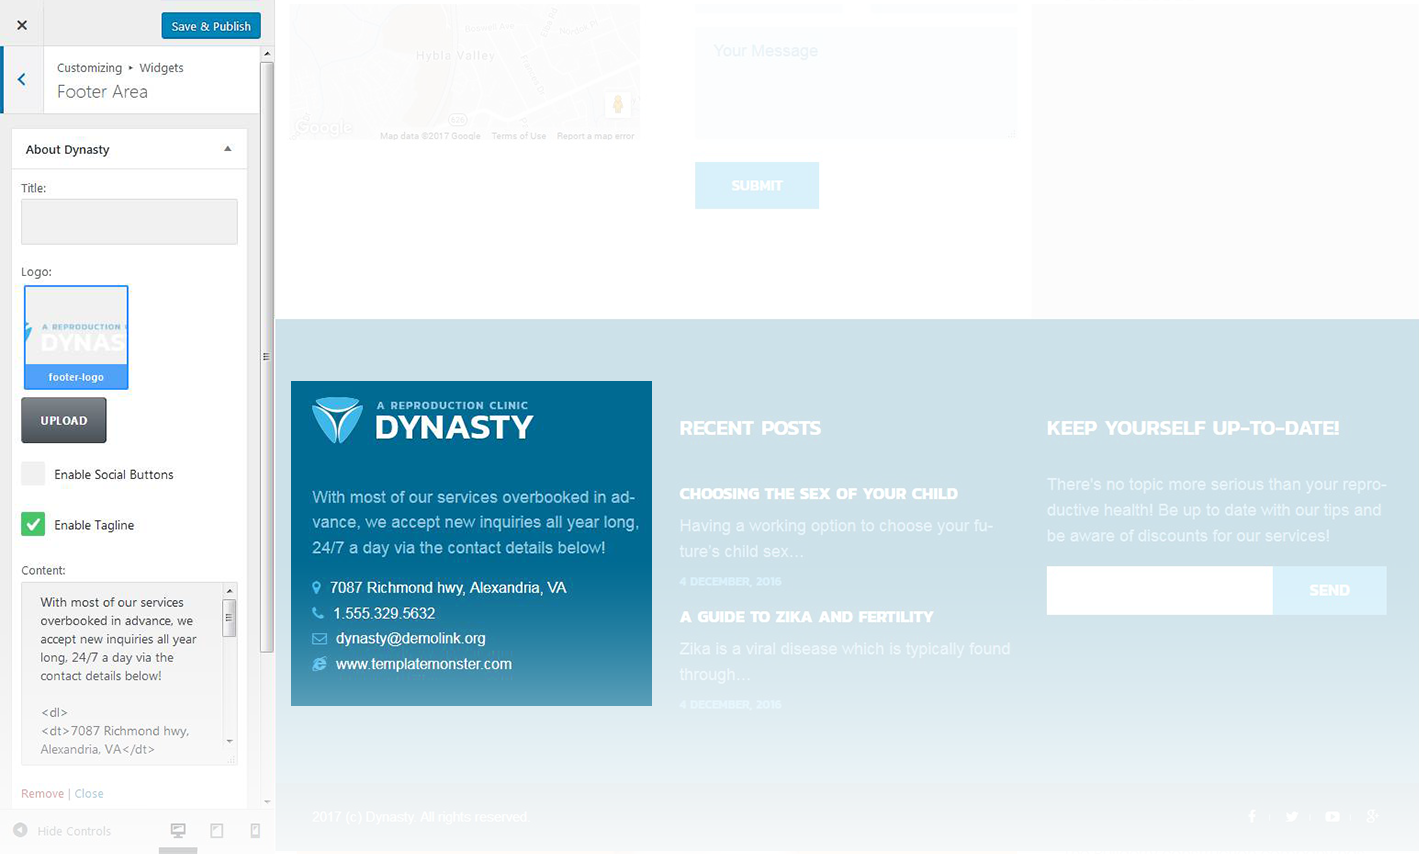 Save & Publish
Customizing ▸ Widgets
Footer Area
About Dynasty
Title:
Logo:
A REPRODUCTION C
DYNAS
footer-logo
UPLOAD
Enable Social Buttons
Enable Tagline
Content:
With most of our services
overbooked in advance, we
accept new inquiries all year
long, 24/7 a day via the
contact details below!
<dl>
<dt>7087 Richmond hwy,
Alexandria, VA</dt>
Remove | Close
Hide Controls
Hybla Valley
Google
Map data ©2017 Google Terms of Use Report a map error
Your Message
SUBMIT
A REPRODUCTION CLINIC
DYNASTY
With most of our services overbooked in ad-
vance, we accept new inquiries all year long,
24/7 a day via the contact details below!
7087 Richmond hwy, Alexandria, VA
1.555.329.5632
dynasty@demolink.org
www.templatemonster.com
RECENT POSTS
CHOOSING THE SEX OF YOUR CHILD
Having a working option to choose your fu-
ture's child sex…
4 DECEMBER, 2016
A GUIDE TO ZIKA AND FERTILITY
Zika is a viral disease which is typically found
through…
4 DECEMBER, 2016
KEEP YOURSELF UP-TO-DATE!
There's no topic more serious than your repro-
ductive health! Be up to date with our tips and
be aware of discounts for our services!
SEND
2017 (c) Dynasty. All rights reserved.